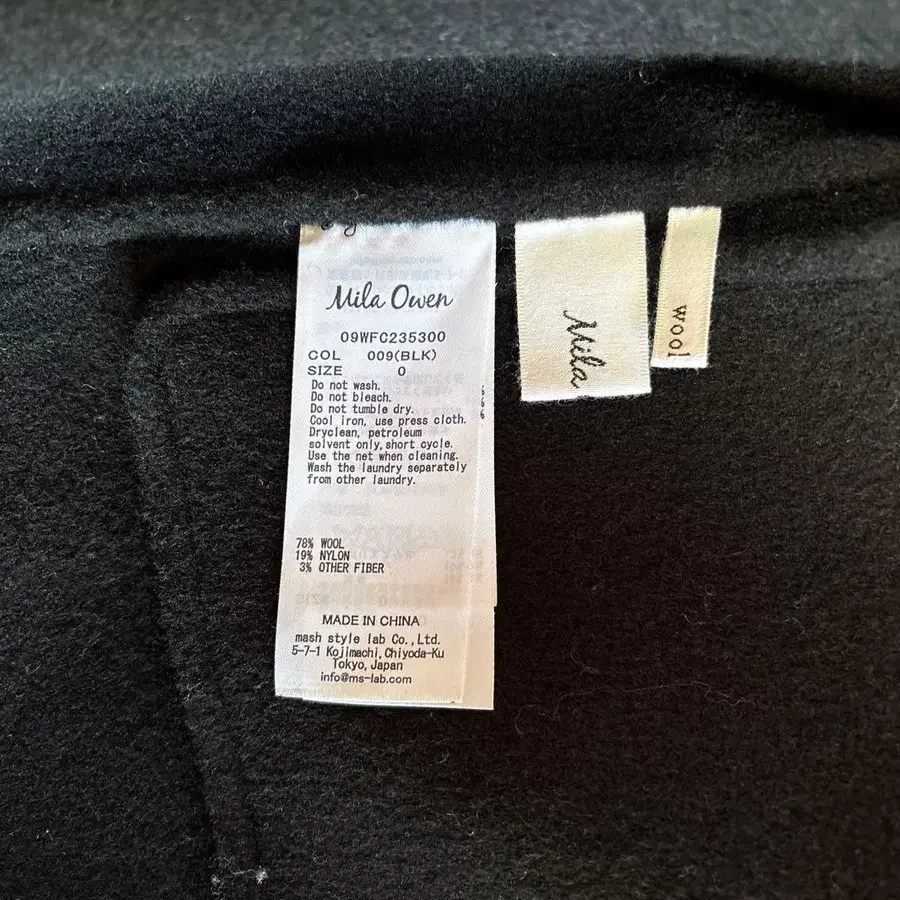 Mila Owen
09WFC235300
COL 009(BLK)
SIZE 0
Do not wash.
Do not bleach.
Do not tumble dry.
Cool iron, use press cloth.
Dryclean, petroleum
solvent only, short cycle.
Use the net when cleaning.
Wash the laundry separately
from other laundry.
78% WOOL
19% NYLON
3% OTHER FIBER
MADE IN CHINA
mash style lab Co.,Ltd.
5-7-1 Kojimachi,Chiyoda-Ku
Tokyo,Japan
info@ms-lab.com
Mila
wool